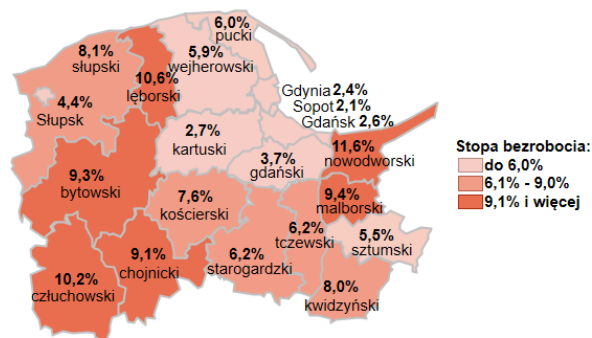 6,0%
pucki
8,1%
słupski
5,9%
wejherowski
10,6%
lęborski
Gdynia 2,4%
Sopot 2,1%
Gdańsk 2,6%
4,4%
Słupsk
2,7%
kartuski
3,7%
gdański
11,6%
nowodworski
9,3%
bytowski
7,6%
kościerski
9,4%
malborski
6,2%
tczewski
5,5%
sztumski
9,1%
chojnicki
6,2%
starogardzki
10,2%
człuchowski
8,0%
kwidzyński
Stopa bezrobocia:
do 6,0%
6,1% - 9,0%
9,1% i więcej